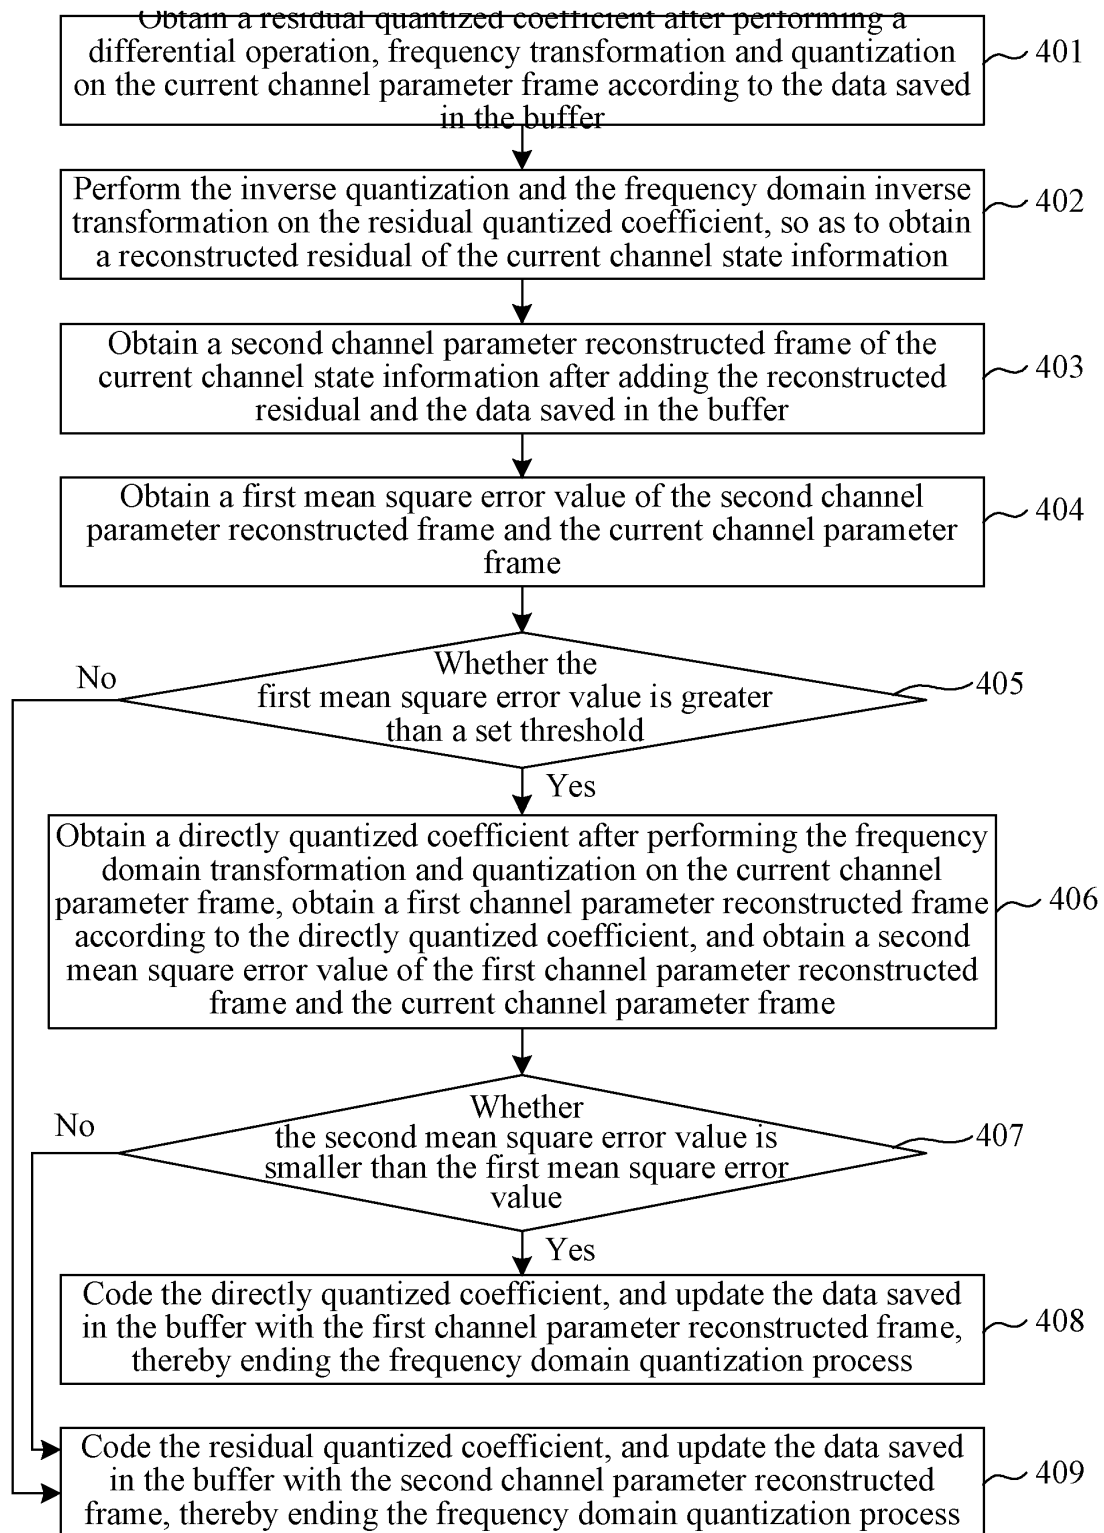 Obtain a residual quantized coefficient after performing a
differential operation, frequency transformation and quantization
on the current channel parameter frame according to the data saved
in the buffer
401
Perform the inverse quantization and the frequency domain inverse
transformation on the residual quantized coefficient, so as to obtain
a reconstructed residual of the current channel state information
402
Obtain a second channel parameter reconstructed frame of the
current channel state information after adding the reconstructed
residual and the data saved in the buffer
403
Obtain a first mean square error value of the second channel
parameter reconstructed frame and the current channel parameter
frame
404
Whether the
first mean square error value is greater
than a set threshold
405
No
Yes
Obtain a directly quantized coefficient after performing the frequency
domain transformation and quantization on the current channel
parameter frame, obtain a first channel parameter reconstructed frame
according to the directly quantized coefficient, and obtain a second
mean square error value of the first channel parameter reconstructed
frame and the current channel parameter frame
406
Whether
the second mean square error value is
smaller than the first mean square error
value
407
No
Yes
Code the directly quantized coefficient, and update the data saved
in the buffer with the first channel parameter reconstructed frame,
thereby ending the frequency domain quantization process
408
Code the residual quantized coefficient, and update the data saved
in the buffer with the second channel parameter reconstructed
frame, thereby ending the frequency domain quantization process
409